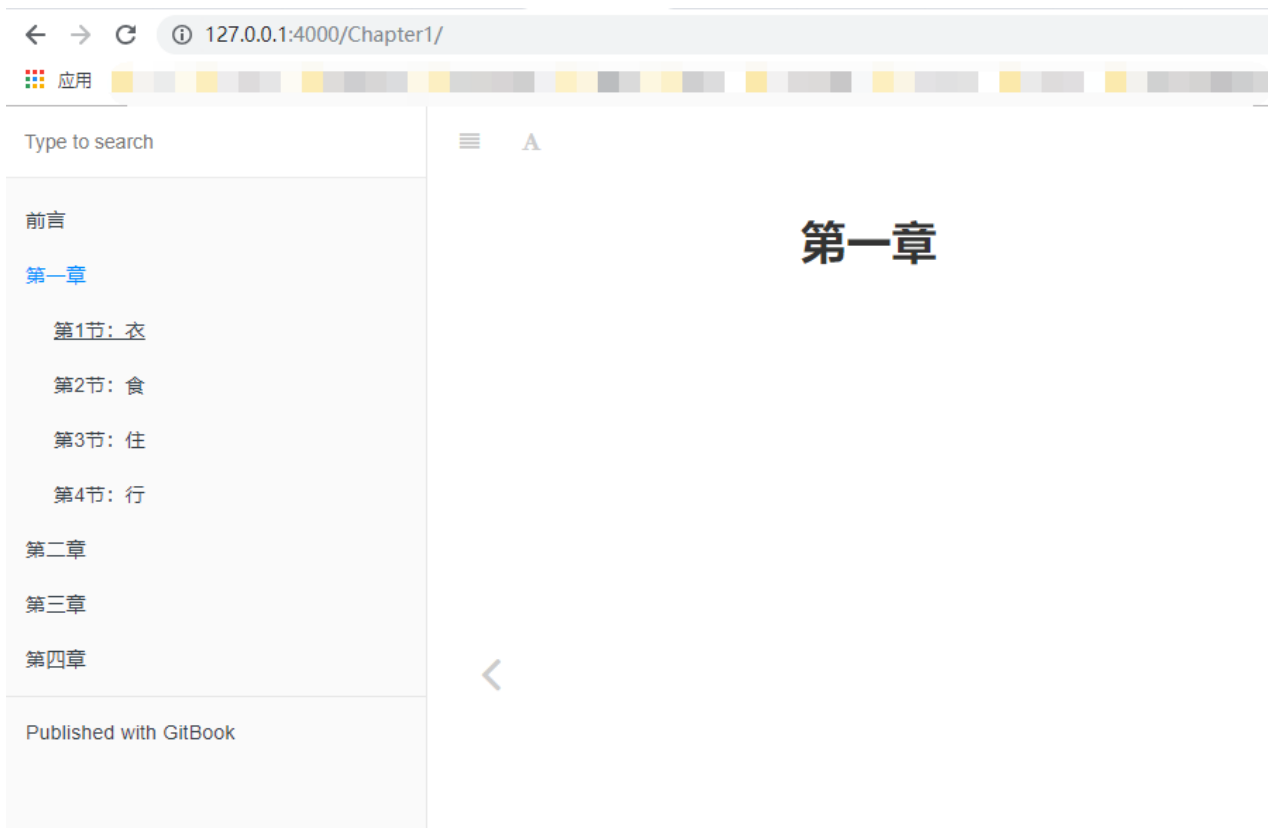 127.0.0.1:4000/Chapter1/
应用
Type to search
A
前言
第一章
第一章
第1节：衣
第2节：食
第3节：住
第4节：行
第二章
第三章
第四章
Published with GitBook